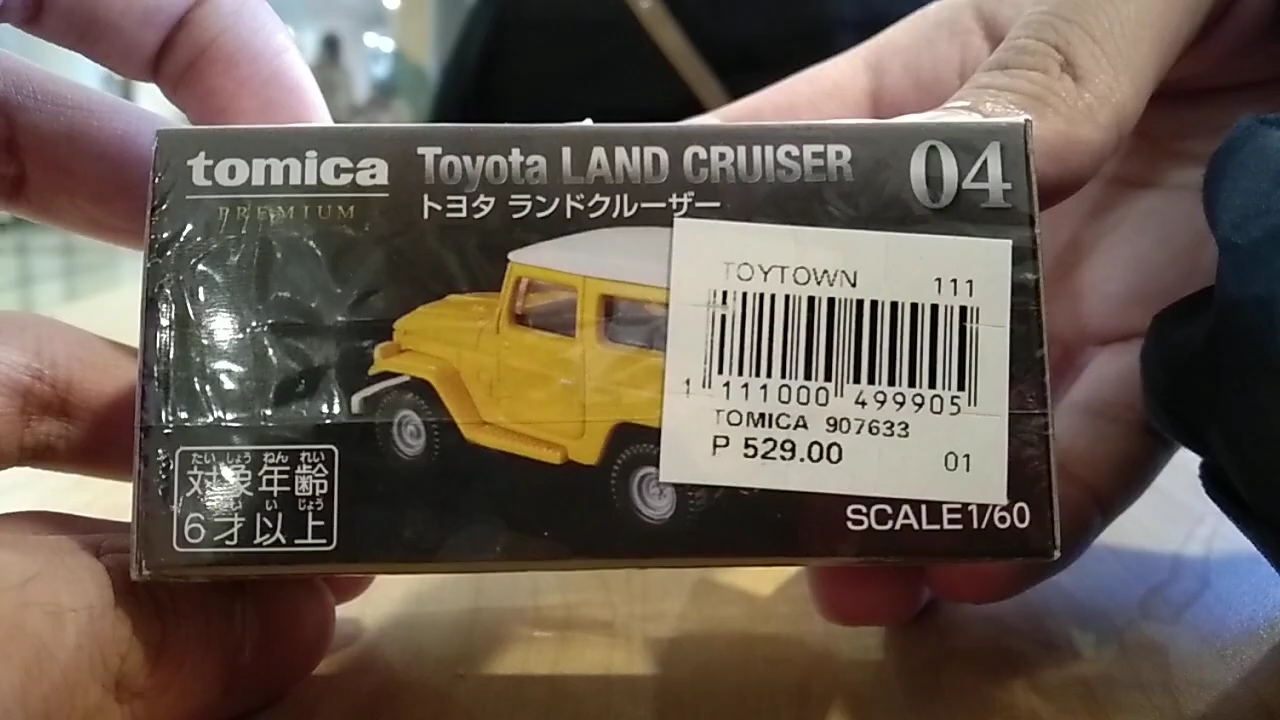 tomica
PREMIUM
Toyota LAND CRUISER
トヨタ ランドクルーザー
04
TOYTOWN 111
1 111000 499905
TOMICA 907633
P 529.00
01
たいしょう ねん れい
対象年齢
い じょう
6才以上
SCALE1/60